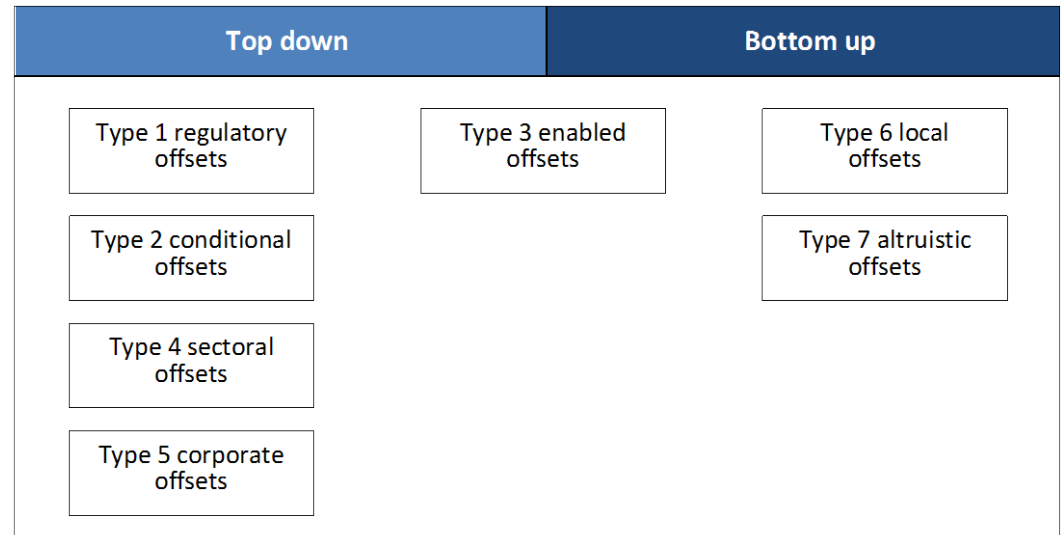 Top down
Bottom up
Type 1 regulatory
offsets
Type 3 enabled
offsets
Type 6 local
offsets
Type 2 conditional
offsets
Type 7 altruistic
offsets
Type 4 sectoral
offsets
Type 5 corporate
offsets